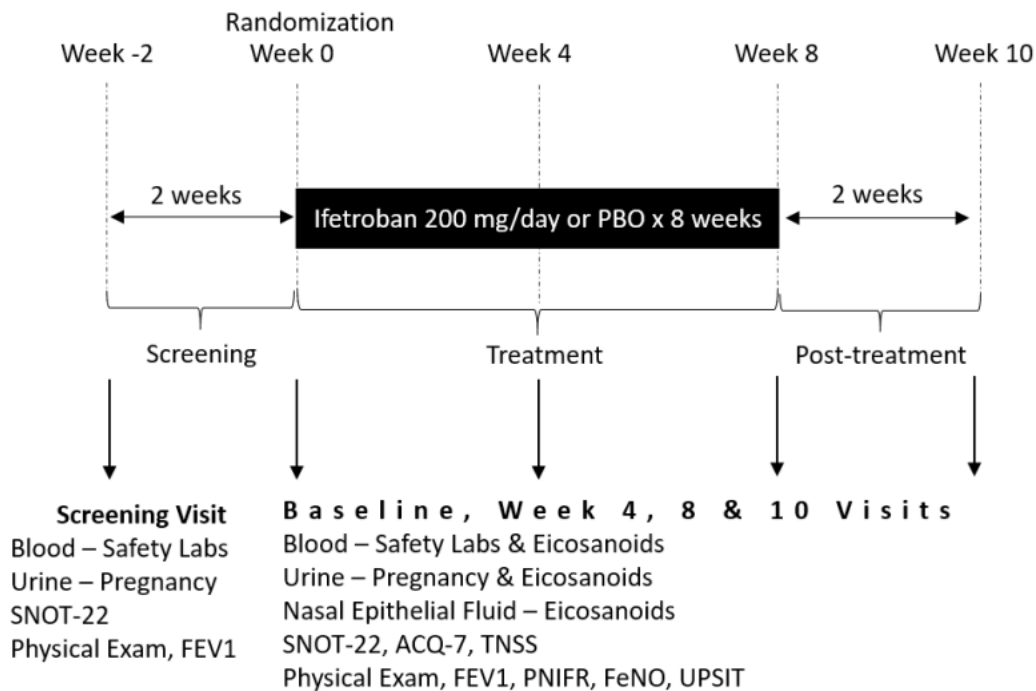 Randomization
Week -2 Week 0 Week 4 Week 8 Week 10
2 weeks
Ifetroban 200 mg/day or PBO x 8 weeks
2 weeks
Screening
Treatment
Post-treatment
Screening Visit
Blood – Safety Labs
Urine – Pregnancy
SNOT-22
Physical Exam, FEV1
Baseline, Week 4, 8 & 10 Visits
Blood – Safety Labs & Eicosanoids
Urine – Pregnancy & Eicosanoids
Nasal Epithelial Fluid – Eicosanoids
SNOT-22, ACQ-7, TNSS
Physical Exam, FEV1, PNIFR, FeNO, UPSIT